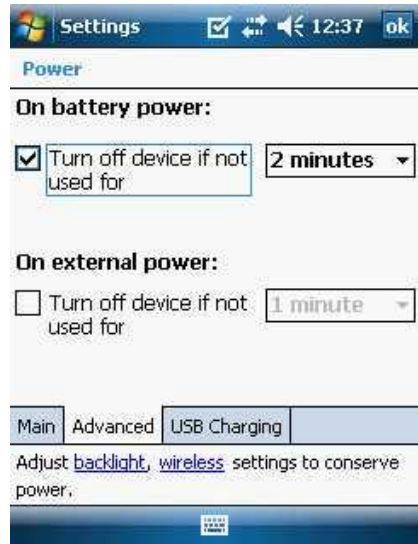 Settings 12:37 ok
Power
On battery power:
Turn off device if not 2 minutes
used for
On external power:
Turn off device if not 1 minute
used for
Main Advanced USB Charging
Adjust backlight, wireless settings to conserve
power.